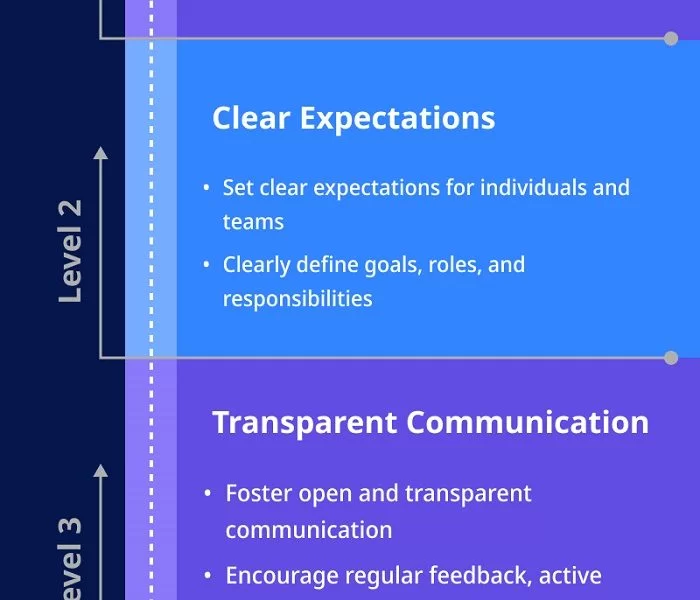 Clear Expectations
• Set clear expectations for individuals and
teams
• Clearly define goals, roles, and
responsibilities
Level 2
Transparent Communication
• Foster open and transparent
communication
• Encourage regular feedback, active
evel 3